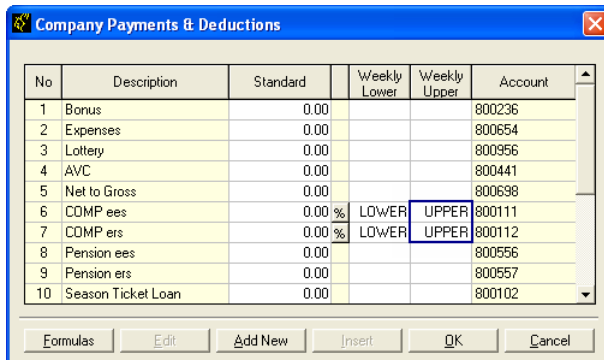 Company Payments & Deductions
No Description Standard Weekly Lower Weekly Upper Account
1 Bonus 0.00 800236
2 Expenses 0.00 800654
3 Lottery 0.00 800956
4 AVC 0.00 800441
5 Net to Gross 0.00 800698
6 COMP ees 0.00 % LOWER UPPER 800111
7 COMP ers 0.00 % LOWER UPPER 800112
8 Pension ees 0.00 800556
9 Pension ers 0.00 800557
10 Season Ticket Loan 0.00 800102
Formulas Edit Add New Insert OK Cancel